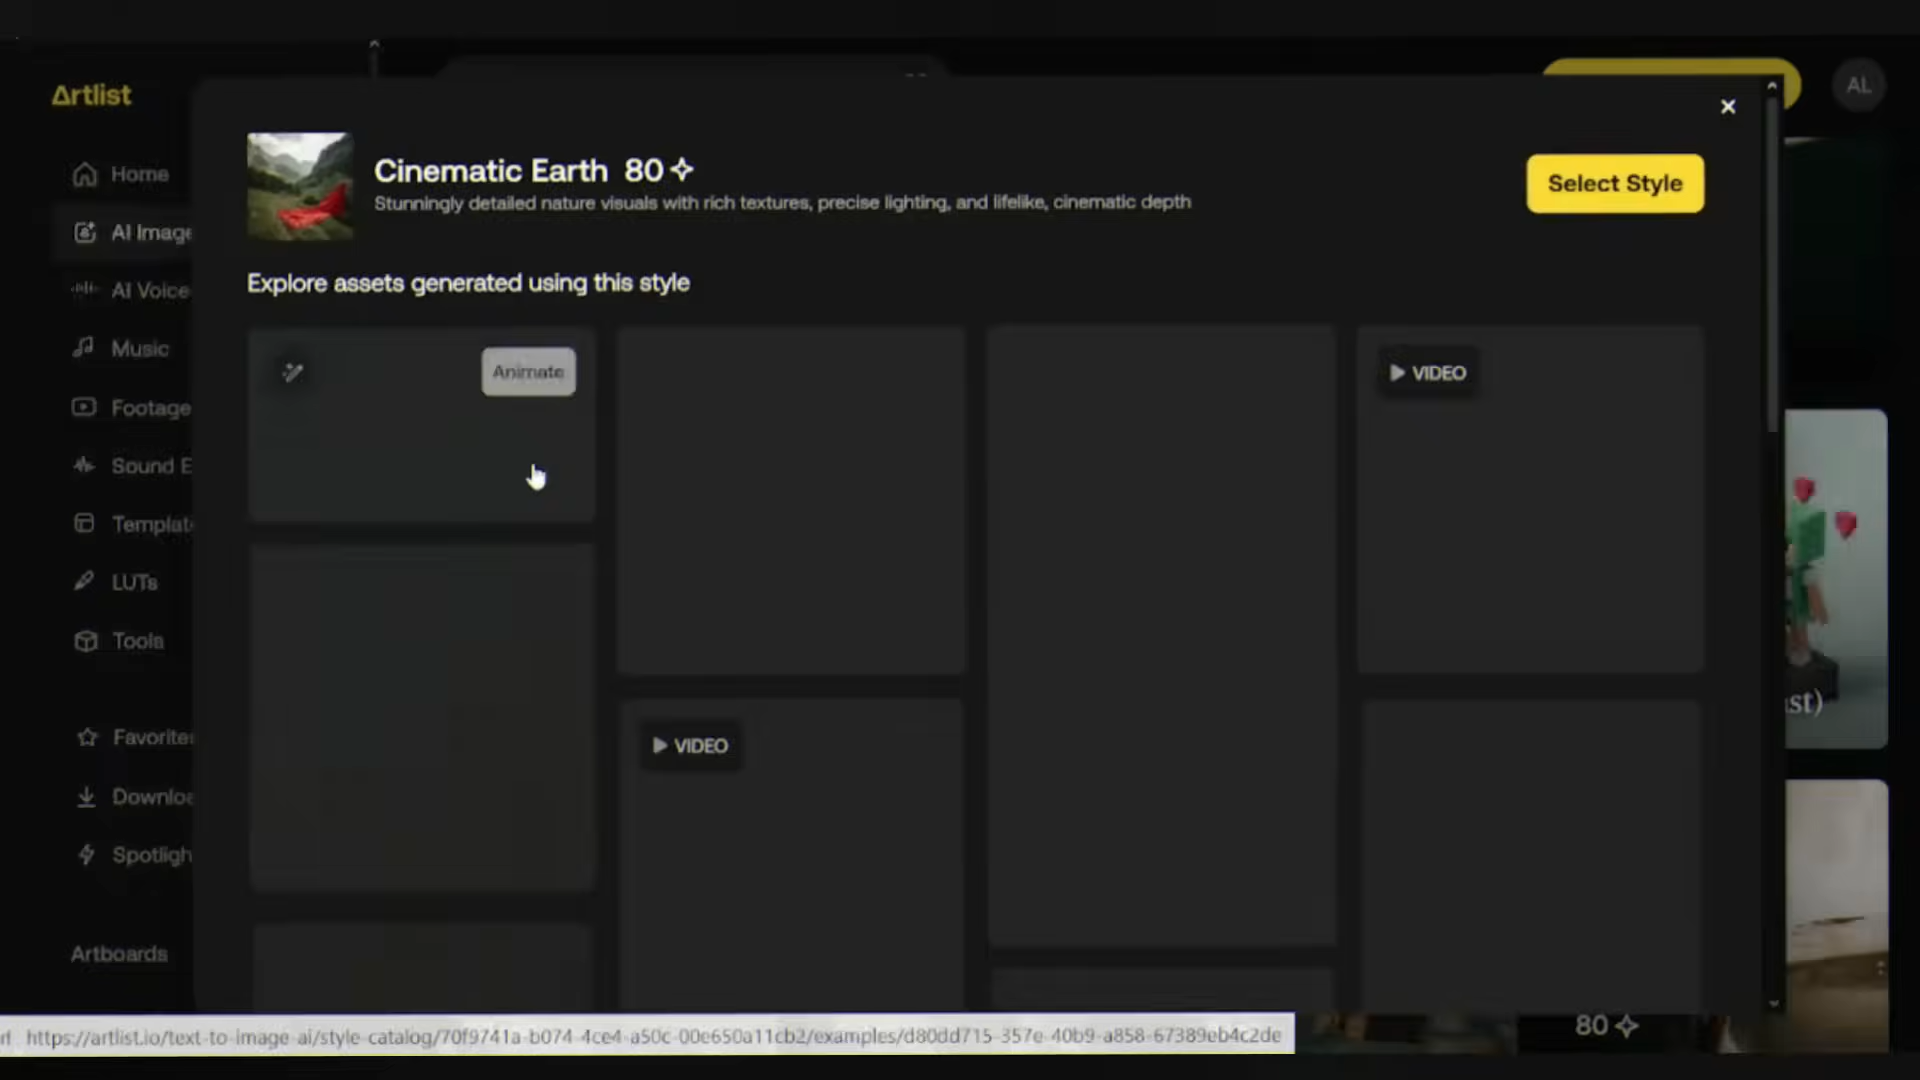 Artlist
AL
Home
AI Image
AI Voice
Music
Footage
Sound E
Templat
LUTs
Tools
Favorite
Downloa
Spotligh
Artboards
Cinematic Earth 80
Stunningly detailed nature visuals with rich textures, precise lighting, and lifelike, cinematic depth
Select Style
Explore assets generated using this style
Animate
VIDEO
VIDEO
st)
80
https://artlist.io/text-to-image-ai/style-catalog/70f9741a-b074-4ce4-a50c-00e650a11cb2/examples/d80dd715-357e-40b9-a858-67389eb4c2de